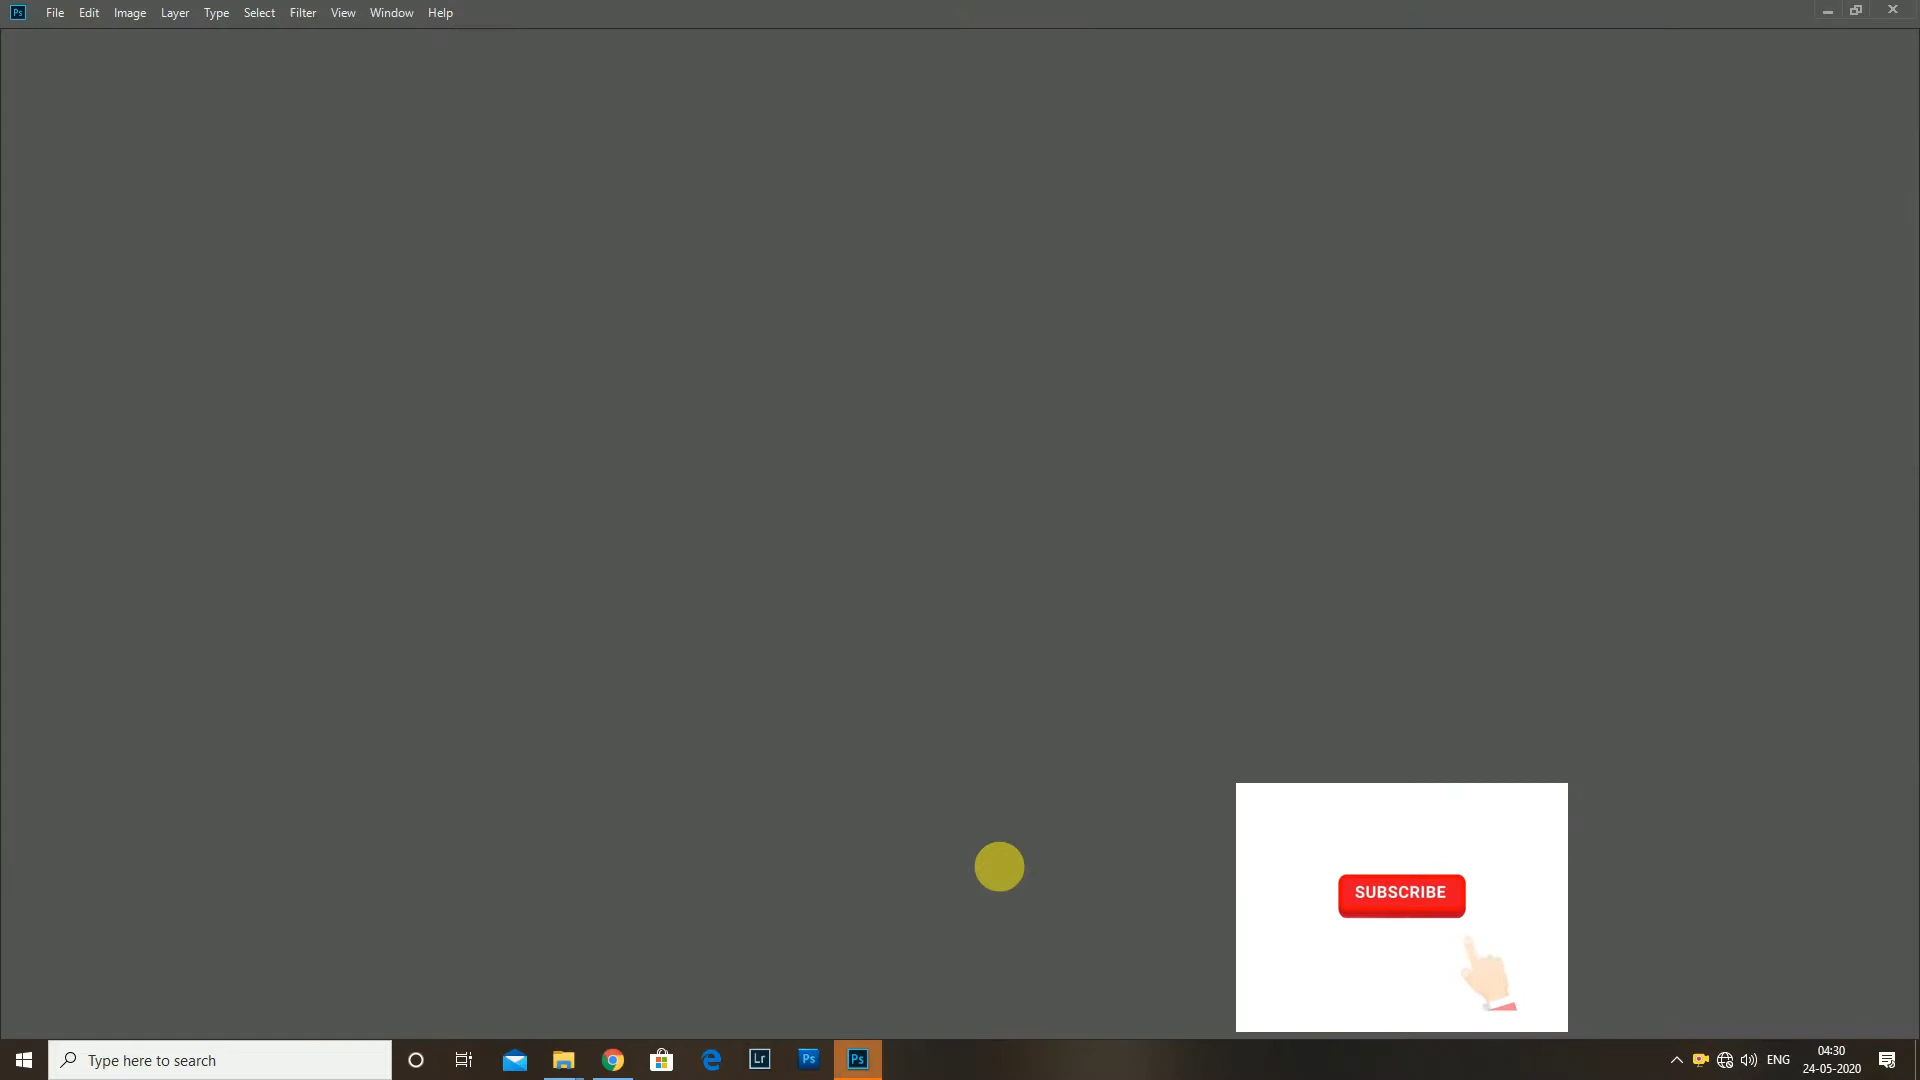 Ps File Edit Image Layer Type Select Filter View Window Help
SUBSCRIBE
Type here to search
Lr Ps Ps
ENG
04:30
24-05-2020